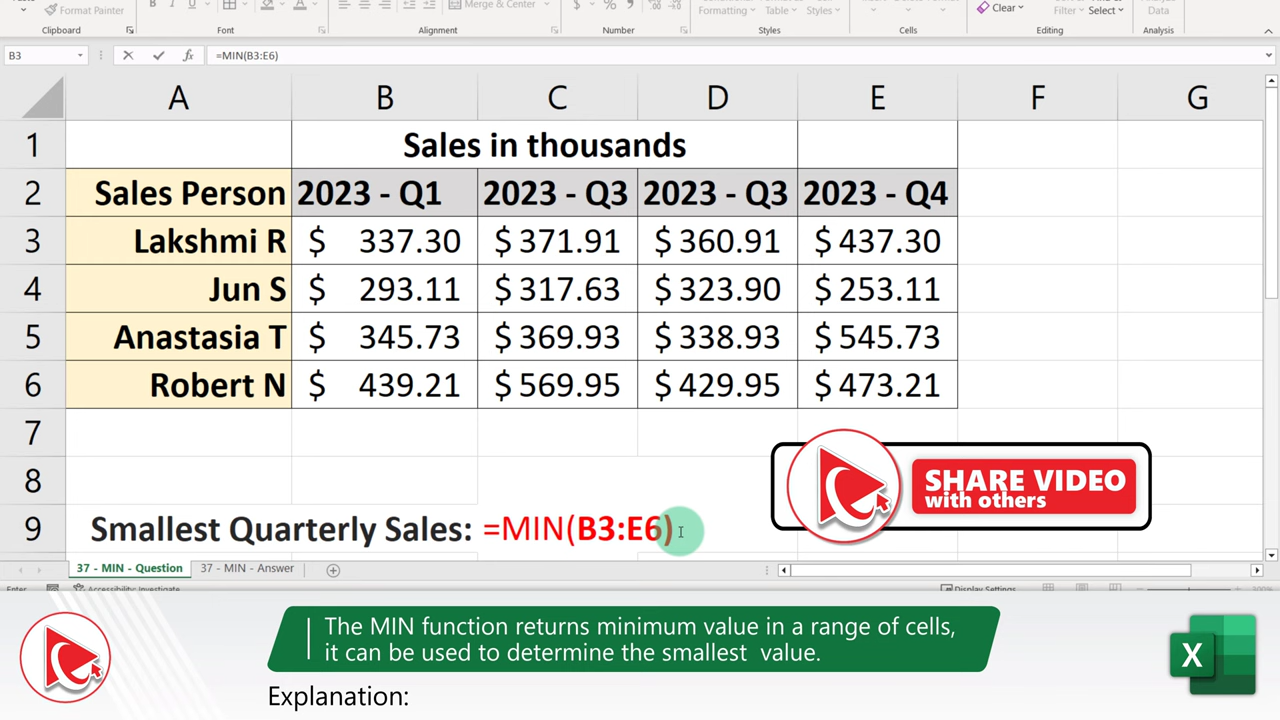 Format Painter
Merge & Center
Formatting Table Styles
Clear
Filter Select
Data
Clipboard Font Alignment Number Styles Cells Editing Analysis
B3 fx =MIN(B3:E6)
A B C D E F G
1 Sales in thousands
2 Sales Person 2023 - Q1 2023 - Q3 2023 - Q3 2023 - Q4
3 Lakshmi R $ 337.30 $ 371.91 $ 360.91 $ 437.30
4 Jun S $ 293.11 $ 317.63 $ 323.90 $ 253.11
5 Anastasia T $ 345.73 $ 369.93 $ 338.93 $ 545.73
6 Robert N $ 439.21 $ 569.95 $ 429.95 $ 473.21
7
8
SHARE VIDEO
with others
9 Smallest Quarterly Sales: =MIN(B3:E6)
37 - MIN - Question 37 - MIN - Answer
Enter Accessibility: Investigate Display Settings
The MIN function returns minimum value in a range of cells,
it can be used to determine the smallest value.
X
Explanation: